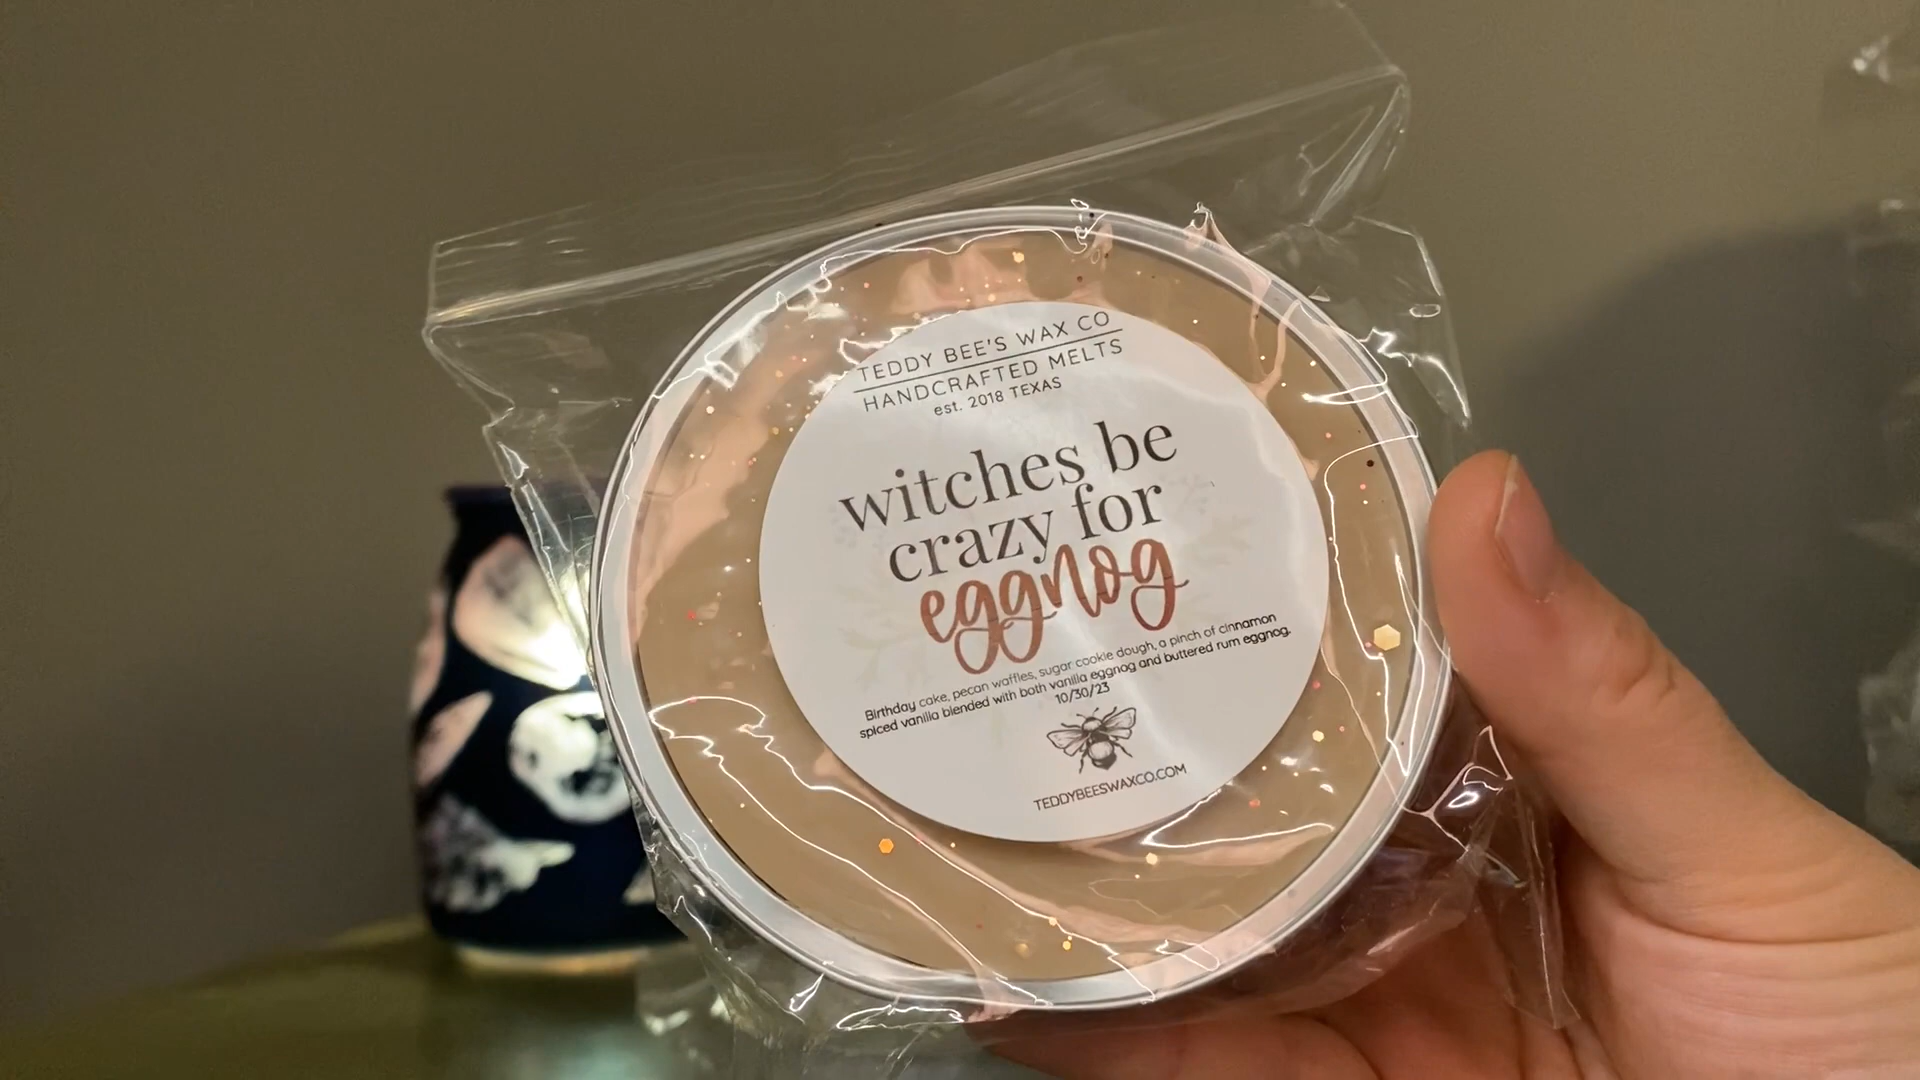 TEDDY BEE'S WAX CO
HANDCRAFTED MELTS
est. 2018 TEXAS
witches be
crazy for
eggnog
Birthday cake, pecan waffles, sugar cookie dough, a pinch of cinnamon
spiced vanilla blended with both vanilla eggnog and buttered rum eggnog.
10/30/23
TEDDYBEESWAXCO.COM